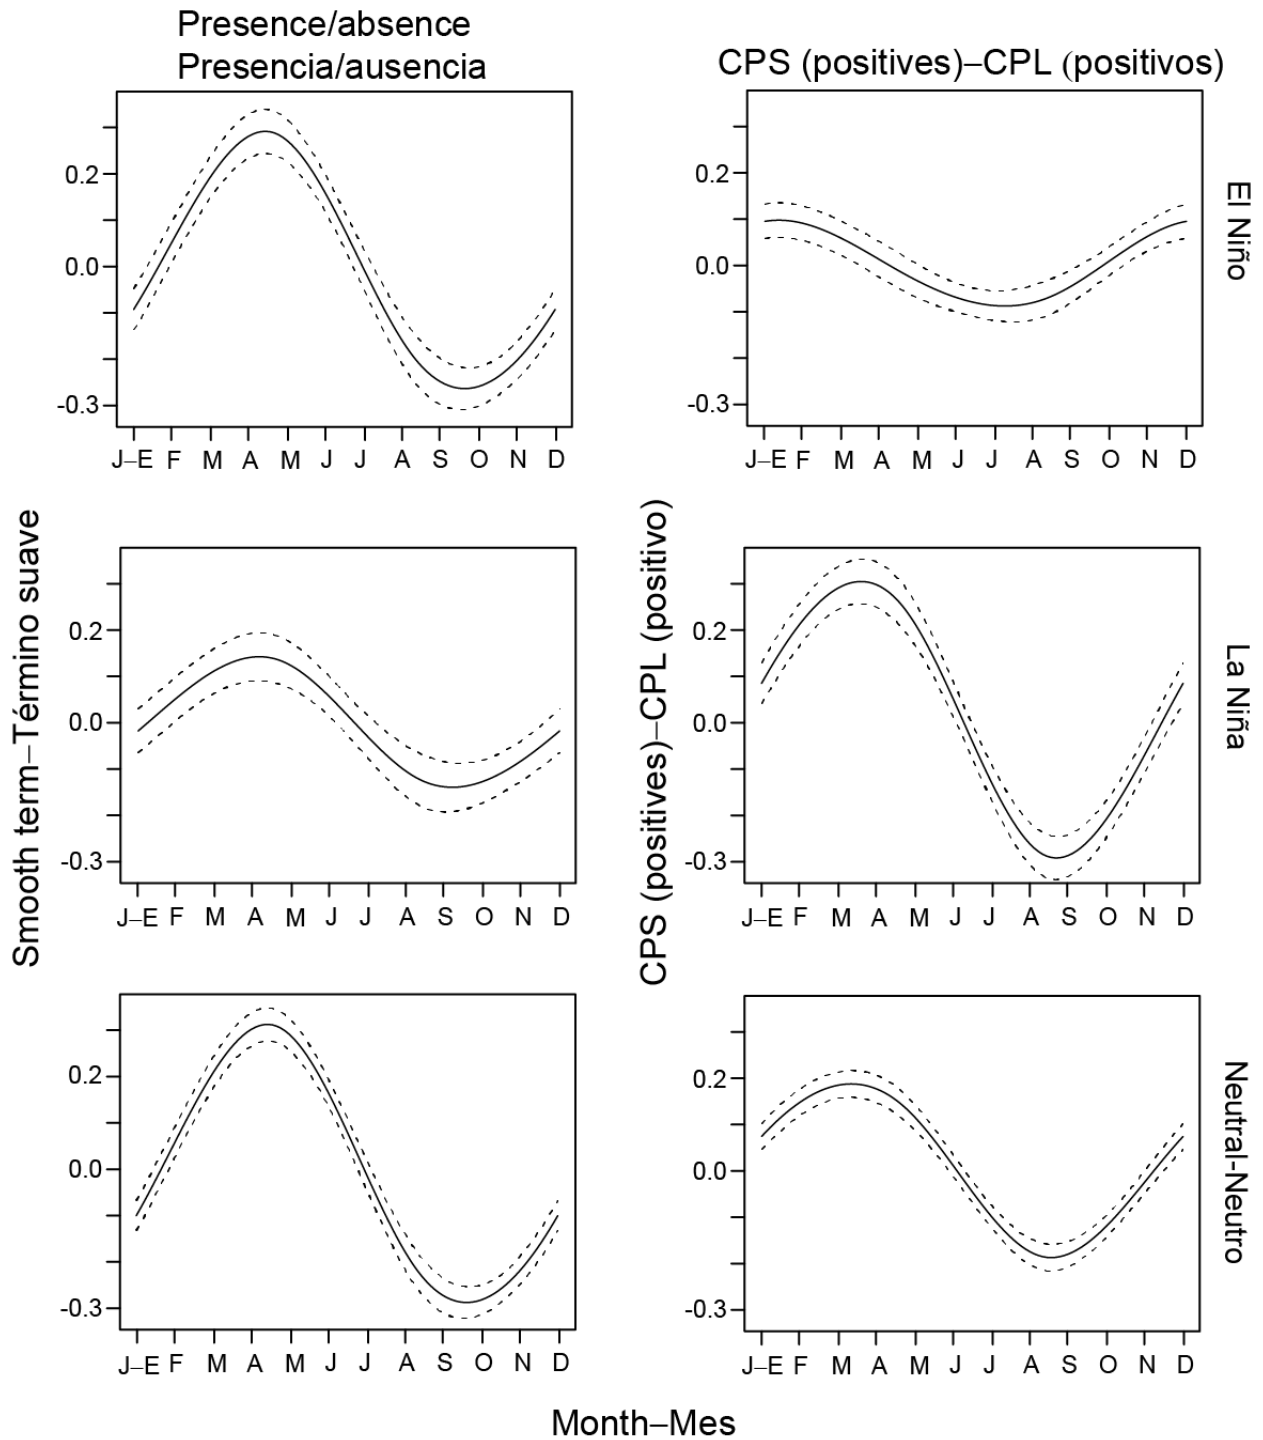 Presence/absence
Presencia/ausencia
CPS (positives)–CPL (positivos)
0.2
0.0
-0.3
J–E F M A M J J A S O N D
0.2
0.0
-0.3
J–E F M A M J J A S O N D
El Niño
Smooth term–Término suave
0.2
0.0
-0.3
J–E F M A M J J A S O N D
CPS (positives)–CPL (positivo)
0.2
0.0
-0.3
J–E F M A M J J A S O N D
La Niña
0.2
0.0
-0.3
J–E F M A M J J A S O N D
0.2
0.0
-0.3
J–E F M A M J J A S O N D
Neutral-Neutro
Month–Mes